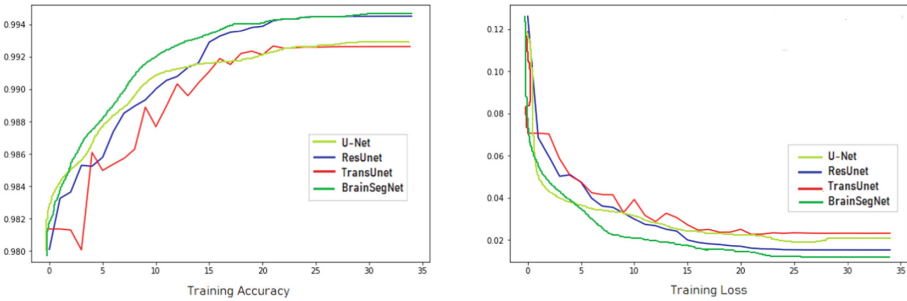 0.994
0.992
0.990
0.988
0.986
0.984
0.982
0.980
U-Net
ResUnet
TransUnet
BrainSegNet
0 5 10 15 20 25 30 35
Training Accuracy
0.12
0.10
0.08
0.06
0.04
0.02
U-Net
ResUnet
TransUnet
BrainSegNet
0 5 10 15 20 25 30 35
Training Loss